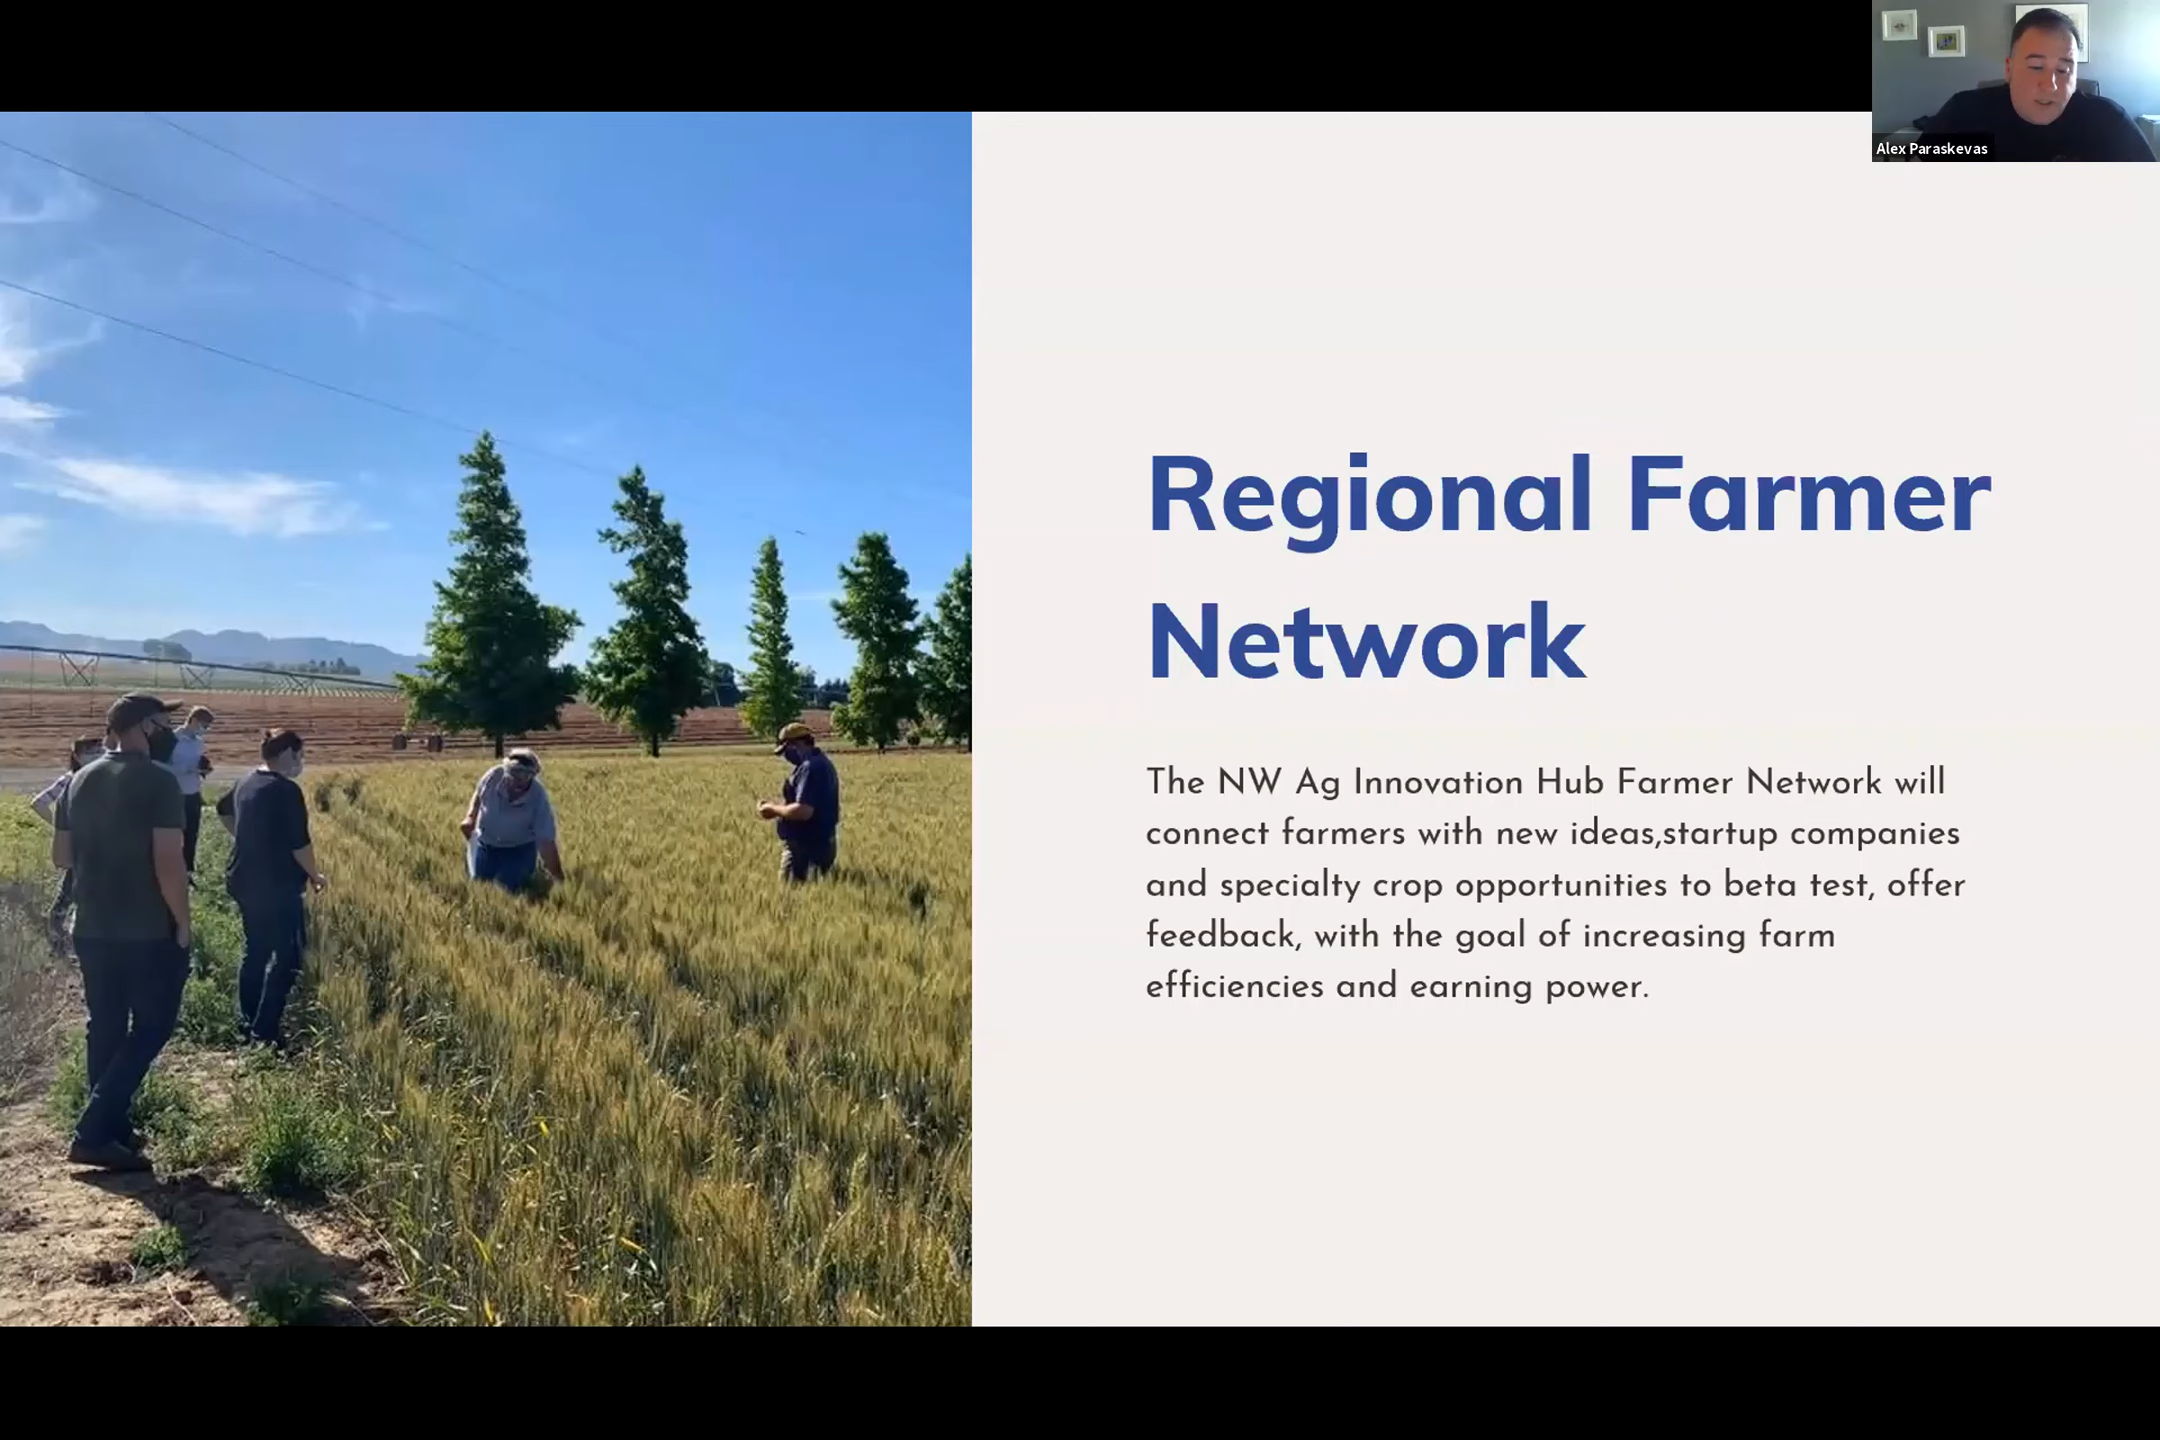 Alex Paraskevas
Regional Farmer
Network
The NW Ag Innovation Hub Farmer Network will
connect farmers with new ideas,startup companies
and specialty crop opportunities to beta test, offer
feedback, with the goal of increasing farm
efficiencies and earning power.